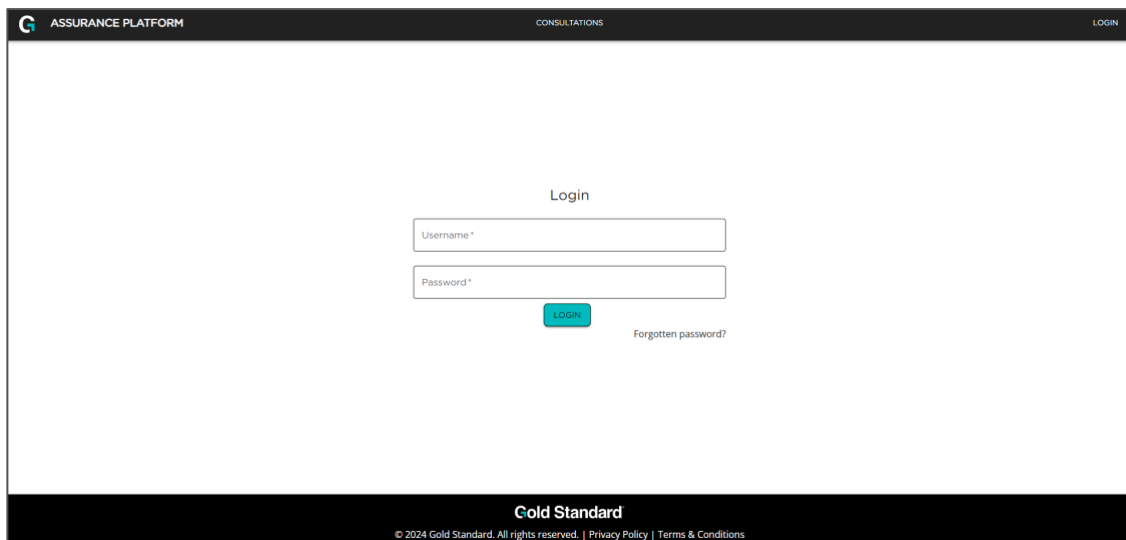 G ASSURANCE PLATFORM CONSULTATIONS LOGIN
Login
Username *
Password *
LOGIN
Forgotten password?
Gold Standard
© 2024 Gold Standard. All rights reserved. | Privacy Policy | Terms & Conditions